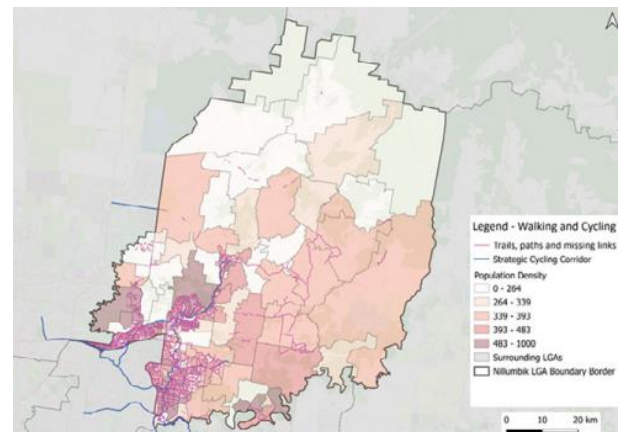 Legend - Walking and Cycling
Trails, paths and missing links
Strategic Cycling Corridor
Population Density
0 - 264
264 - 339
339 - 393
393 - 483
483 - 1000
Surrounding LGAs
Nillumbik LGA Boundary Border
0 10 20 km